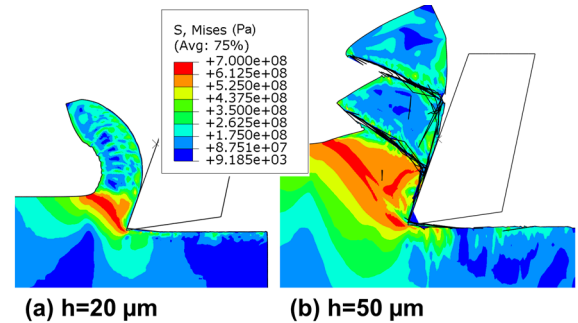 S, Mises (Pa)
(Avg: 75%)
+7.000e+08
+6.125e+08
+5.250e+08
+4.375e+08
+3.500e+08
+2.625e+08
+1.750e+08
+8.751e+07
+9.185e+03
(a) h=20 µm
(b) h=50 µm